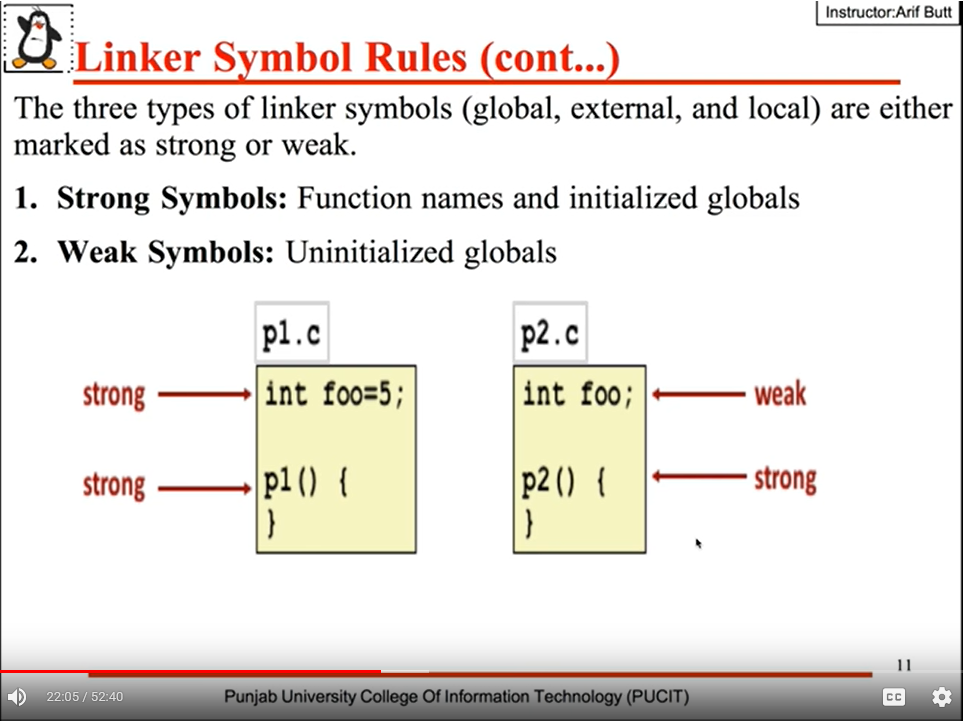 Instructor:Arif Butt
Linker Symbol Rules (cont...)
The three types of linker symbols (global, external, and local) are either
marked as strong or weak.
1. Strong Symbols: Function names and initialized globals
2. Weak Symbols: Uninitialized globals
p1.c
p2.c
strong
int foo=5;
int foo;
weak
strong
p1() {
}
p2() {
}
strong
11
22:05 / 52:40
Punjab University College Of Information Technology (PUCIT)
CC